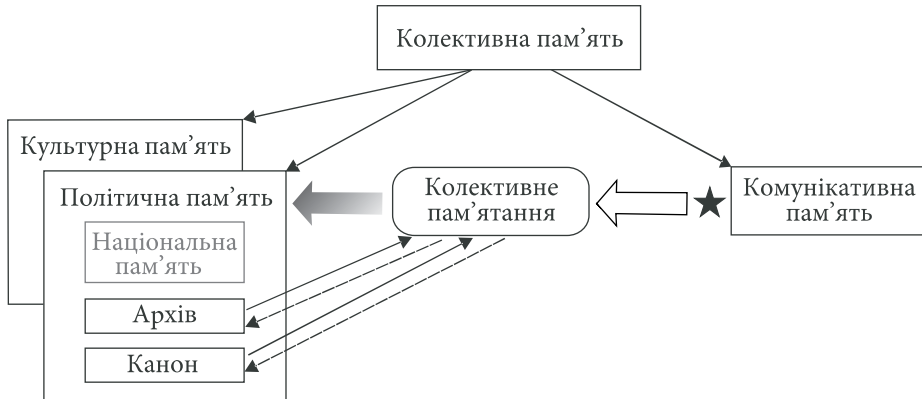 Колективна пам’ять
Культурна пам’ять
Політична пам’ять
Національна
пам’ять
Архів
Канон
Колективне
пам’ятання
Комунікативна
пам’ять